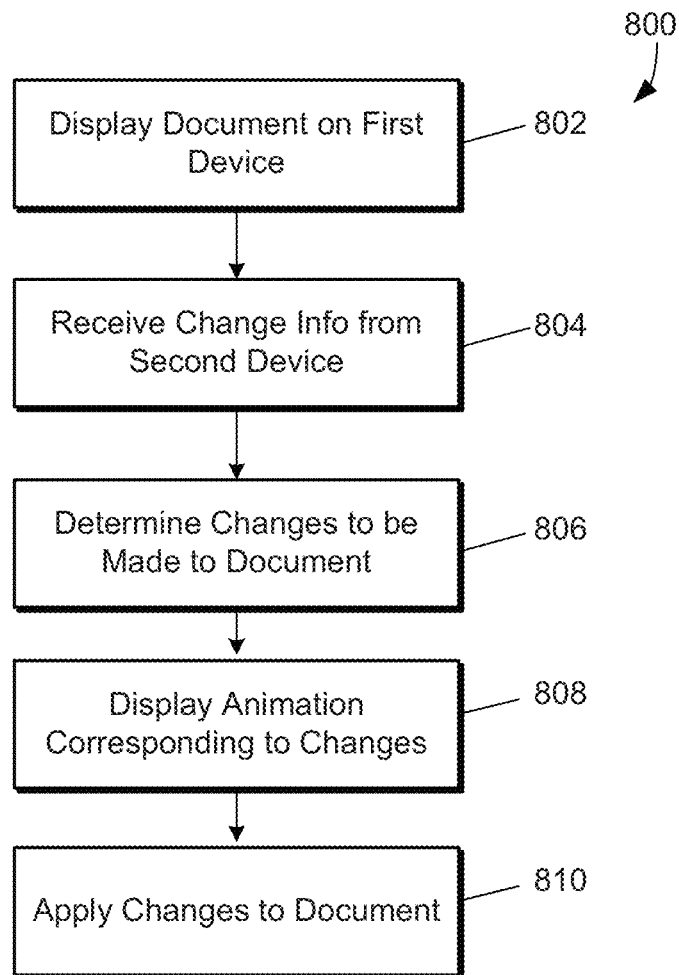 800
Display Document on First
Device
802
Receive Change Info from
Second Device
804
Determine Changes to be
Made to Document
806
Display Animation
Corresponding to Changes
808
Apply Changes to Document
810